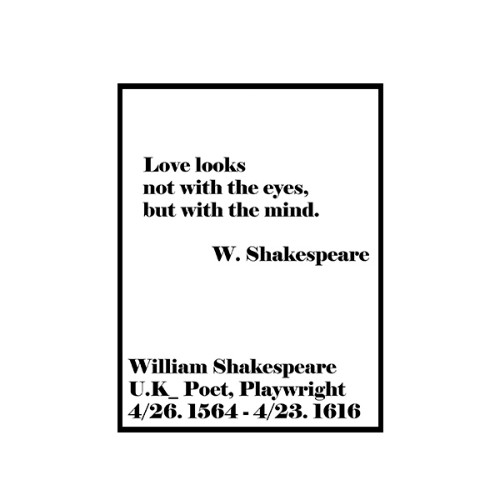 Love looks
not with the eyes,
but with the mind.
W. Shakespeare
William Shakespeare
U.K_ Poet, Playwright
4/26. 1564 - 4/23. 1616